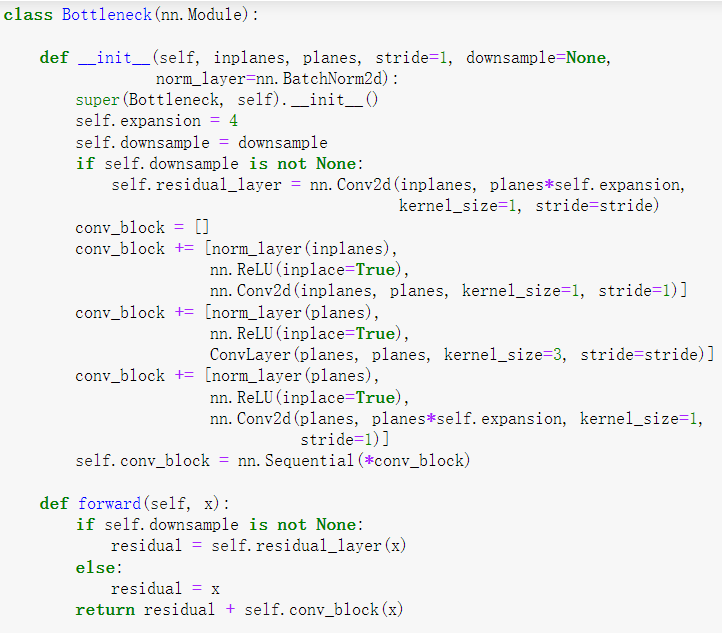 class Bottleneck(nn.Module):
    def __init__(self, inplanes, planes, stride=1, downsample=None,
                 norm_layer=nn.BatchNorm2d):
        super(Bottleneck, self).__init__()
        self.expansion = 4
        self.downsample = downsample
        if self.downsample is not None:
            self.residual_layer = nn.Conv2d(inplanes, planes*self.expansion,
                                            kernel_size=1, stride=stride)
        conv_block = []
        conv_block += [norm_layer(inplanes),
                       nn.ReLU(inplace=True),
                       nn.Conv2d(inplanes, planes, kernel_size=1, stride=1)]
        conv_block += [norm_layer(planes),
                       nn.ReLU(inplace=True),
                       ConvLayer(planes, planes, kernel_size=3, stride=stride)]
        conv_block += [norm_layer(planes),
                       nn.ReLU(inplace=True),
                       nn.Conv2d(planes, planes*self.expansion, kernel_size=1,
                                 stride=1)]
        self.conv_block = nn.Sequential(*conv_block)
    def forward(self, x):
        if self.downsample is not None:
            residual = self.residual_layer(x)
        else:
            residual = x
        return residual + self.conv_block(x)